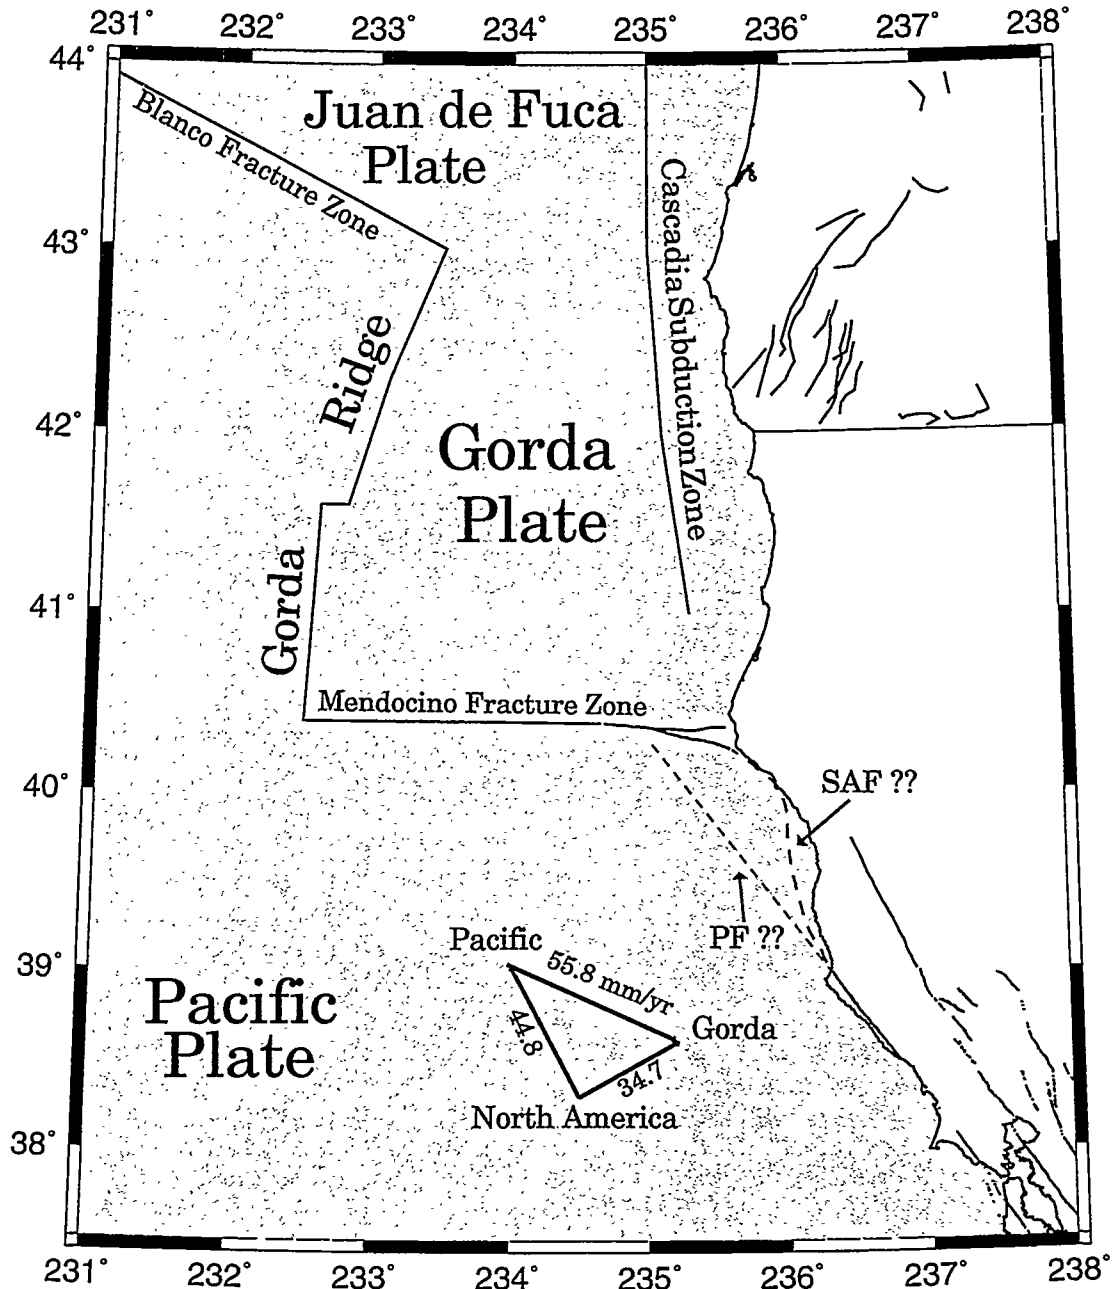 231° 232° 233° 234° 235° 236° 237° 238°
44°
Juan de Fuca
Plate
Blanco Fracture Zone
Cascadia Subduction Zone
43°
Ridge
42°
Gorda
Plate
Gorda
41°
Mendocino Fracture Zone
40°
SAF ??
PF ??
39°
Pacific
55.8 mm/yr
Pacific
Plate
44.8
Gorda
34.7
North America
38°
231° 232° 233° 234° 235° 236° 237° 238°